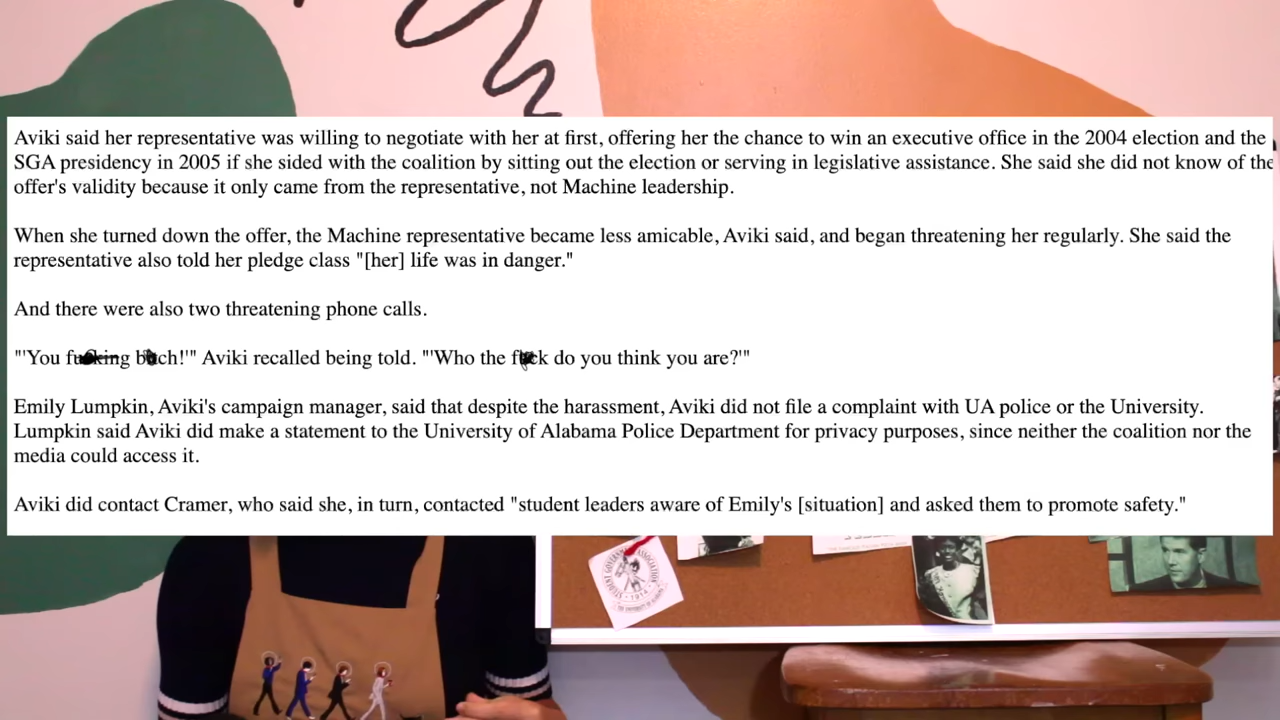 Aviki said her representative was willing to negotiate with her at first, offering her the chance to win an executive office in the 2004 election and the
SGA presidency in 2005 if she sided with the coalition by sitting out the election or serving in legislative assistance. She said she did not know of the
offer's validity because it only came from the representative, not Machine leadership.
When she turned down the offer, the Machine representative became less amicable, Aviki said, and began threatening her regularly. She said the
representative also told her pledge class "[her] life was in danger."
And there were also two threatening phone calls.
"'You fucking bitch!'" Aviki recalled being told. "'Who the fuck do you think you are?'"
Emily Lumpkin, Aviki's campaign manager, said that despite the harassment, Aviki did not file a complaint with UA police or the University.
Lumpkin said Aviki did make a statement to the University of Alabama Police Department for privacy purposes, since neither the coalition nor the
media could access it.
Aviki did contact Cramer, who said she, in turn, contacted "student leaders aware of Emily's [situation] and asked them to promote safety."
STUDENT GOVERNMENT ASSOCIATION
1914